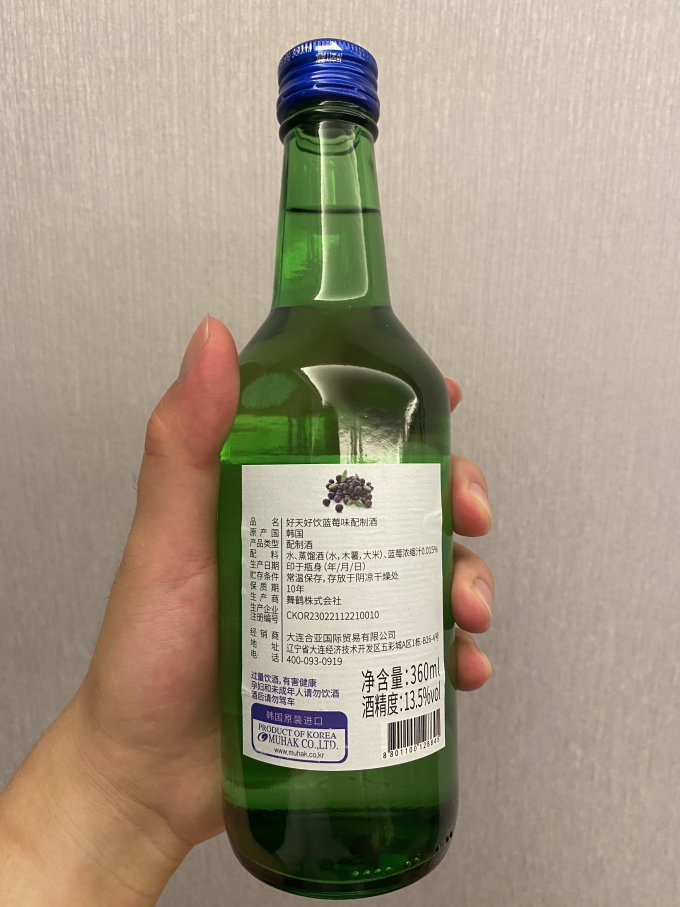 品名 好天好饮蓝莓味配制酒
原产国 韩国
产品类型 配制酒
配料 水、蒸馏酒(水,木薯,大米)、蓝莓浓缩汁0.015%
生产日期 印于瓶身(年/月/日)
贮存条件 常温保存,存放于阴凉干燥处
保质期 10年
生产商 舞鹤株式会社
生产企业注册编号 CKOR23022112210010
经销商 大连合亚国际贸易有限公司
地址 辽宁省大连经济技术开发区五彩城A区1栋-B26-4号
电话 400-093-0919
过量饮酒,有害健康
孕妇和未成年人请勿饮酒
酒后请勿驾车
净含量:360ml
酒精度:13.5%vol
韩国原装进口
PRODUCT OF KOREA
MUHAK CO.,LTD.
www.muhak.co.kr
8801100128845